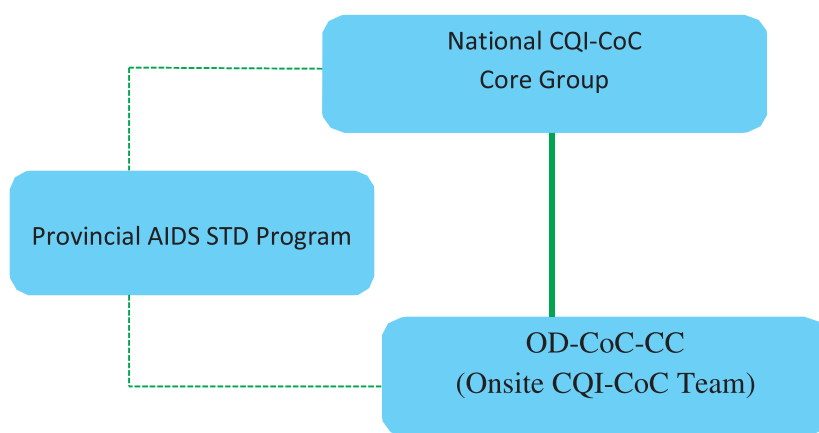 National CQI-CoC
Core Group
Provincial AIDS STD Program
OD-CoC-CC
(Onsite CQI-CoC Team)